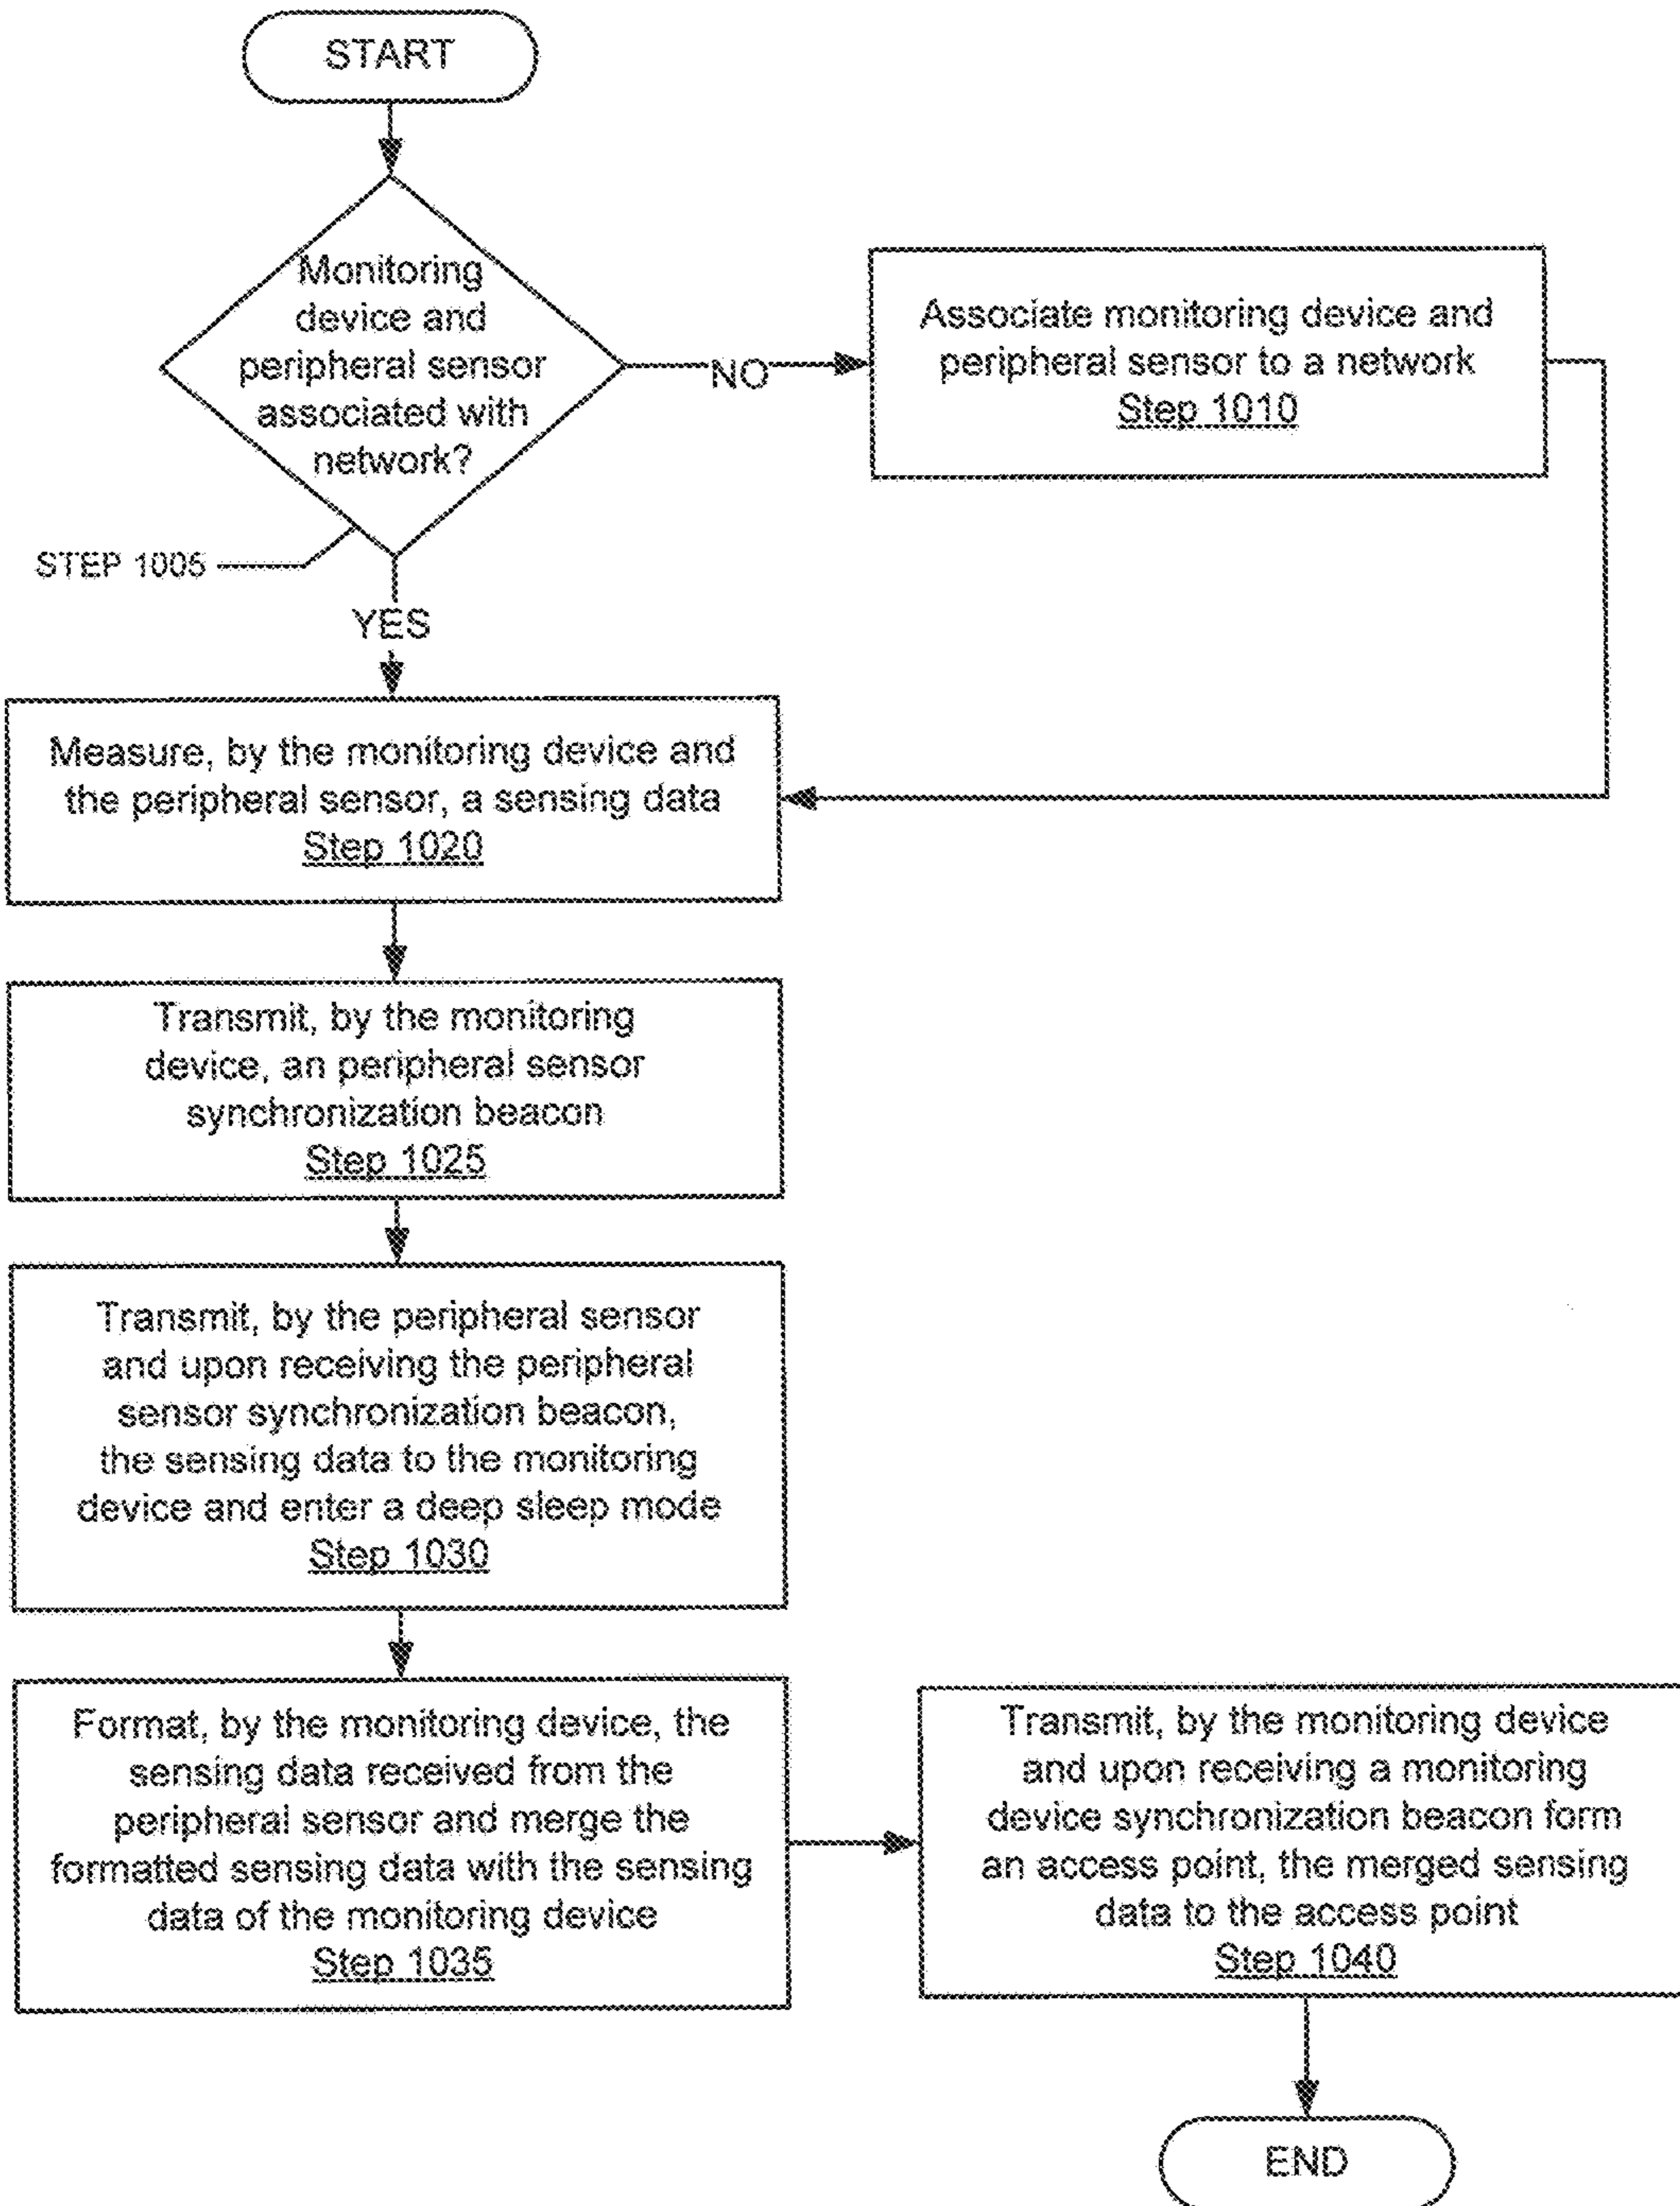 START
Monitoring
device and
peripheral sensor
associated with
network?
NO
Associate monitoring device and
peripheral sensor to a network
Step 1010
STEP 1005
YES
Measure, by the monitoring device and
the peripheral sensor, a sensing data
Step 1020
Transmit, by the monitoring
device, an peripheral sensor
synchronization beacon
Step 1025
Transmit, by the peripheral sensor
and upon receiving the peripheral
sensor synchronization beacon,
the sensing data to the monitoring
device and enter a deep sleep mode
Step 1030
Format, by the monitoring device, the
sensing data received from the
peripheral sensor and merge the
formatted sensing data with the sensing
data of the monitoring device
Step 1035
Transmit, by the monitoring device
and upon receiving a monitoring
device synchronization beacon form
an access point, the merged sensing
data to the access point
Step 1040
END